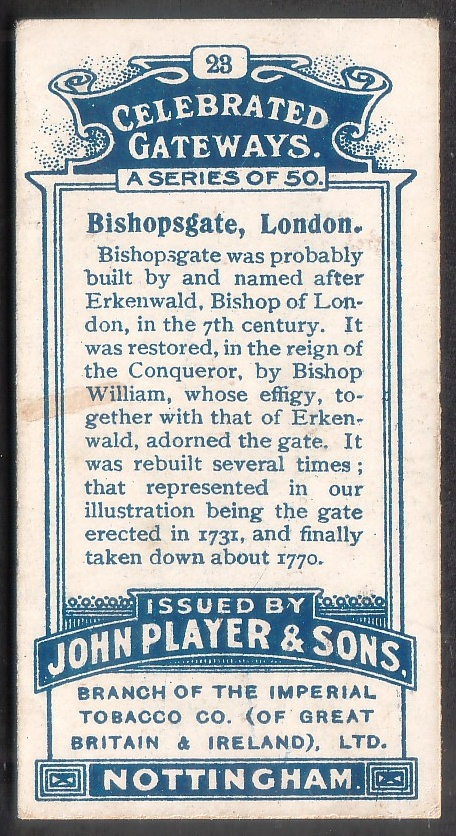 23
CELEBRATED
GATEWAYS.
A SERIES OF 50.
Bishopsgate, London.
Bishopsgate was probably
built by and named after
Erkenwald, Bishop of Lon-
don, in the 7th century. It
was restored, in the reign of
the Conqueror, by Bishop
William, whose effigy, to-
gether with that of Erken-
wald, adorned the gate. It
was rebuilt several times;
that represented in our
illustration being the gate
erected in 1731, and finally
taken down about 1770.
ISSUED BY
JOHN PLAYER & SONS.
BRANCH OF THE IMPERIAL
TOBACCO CO. (OF GREAT
BRITAIN & IRELAND), LTD.
NOTTINGHAM.